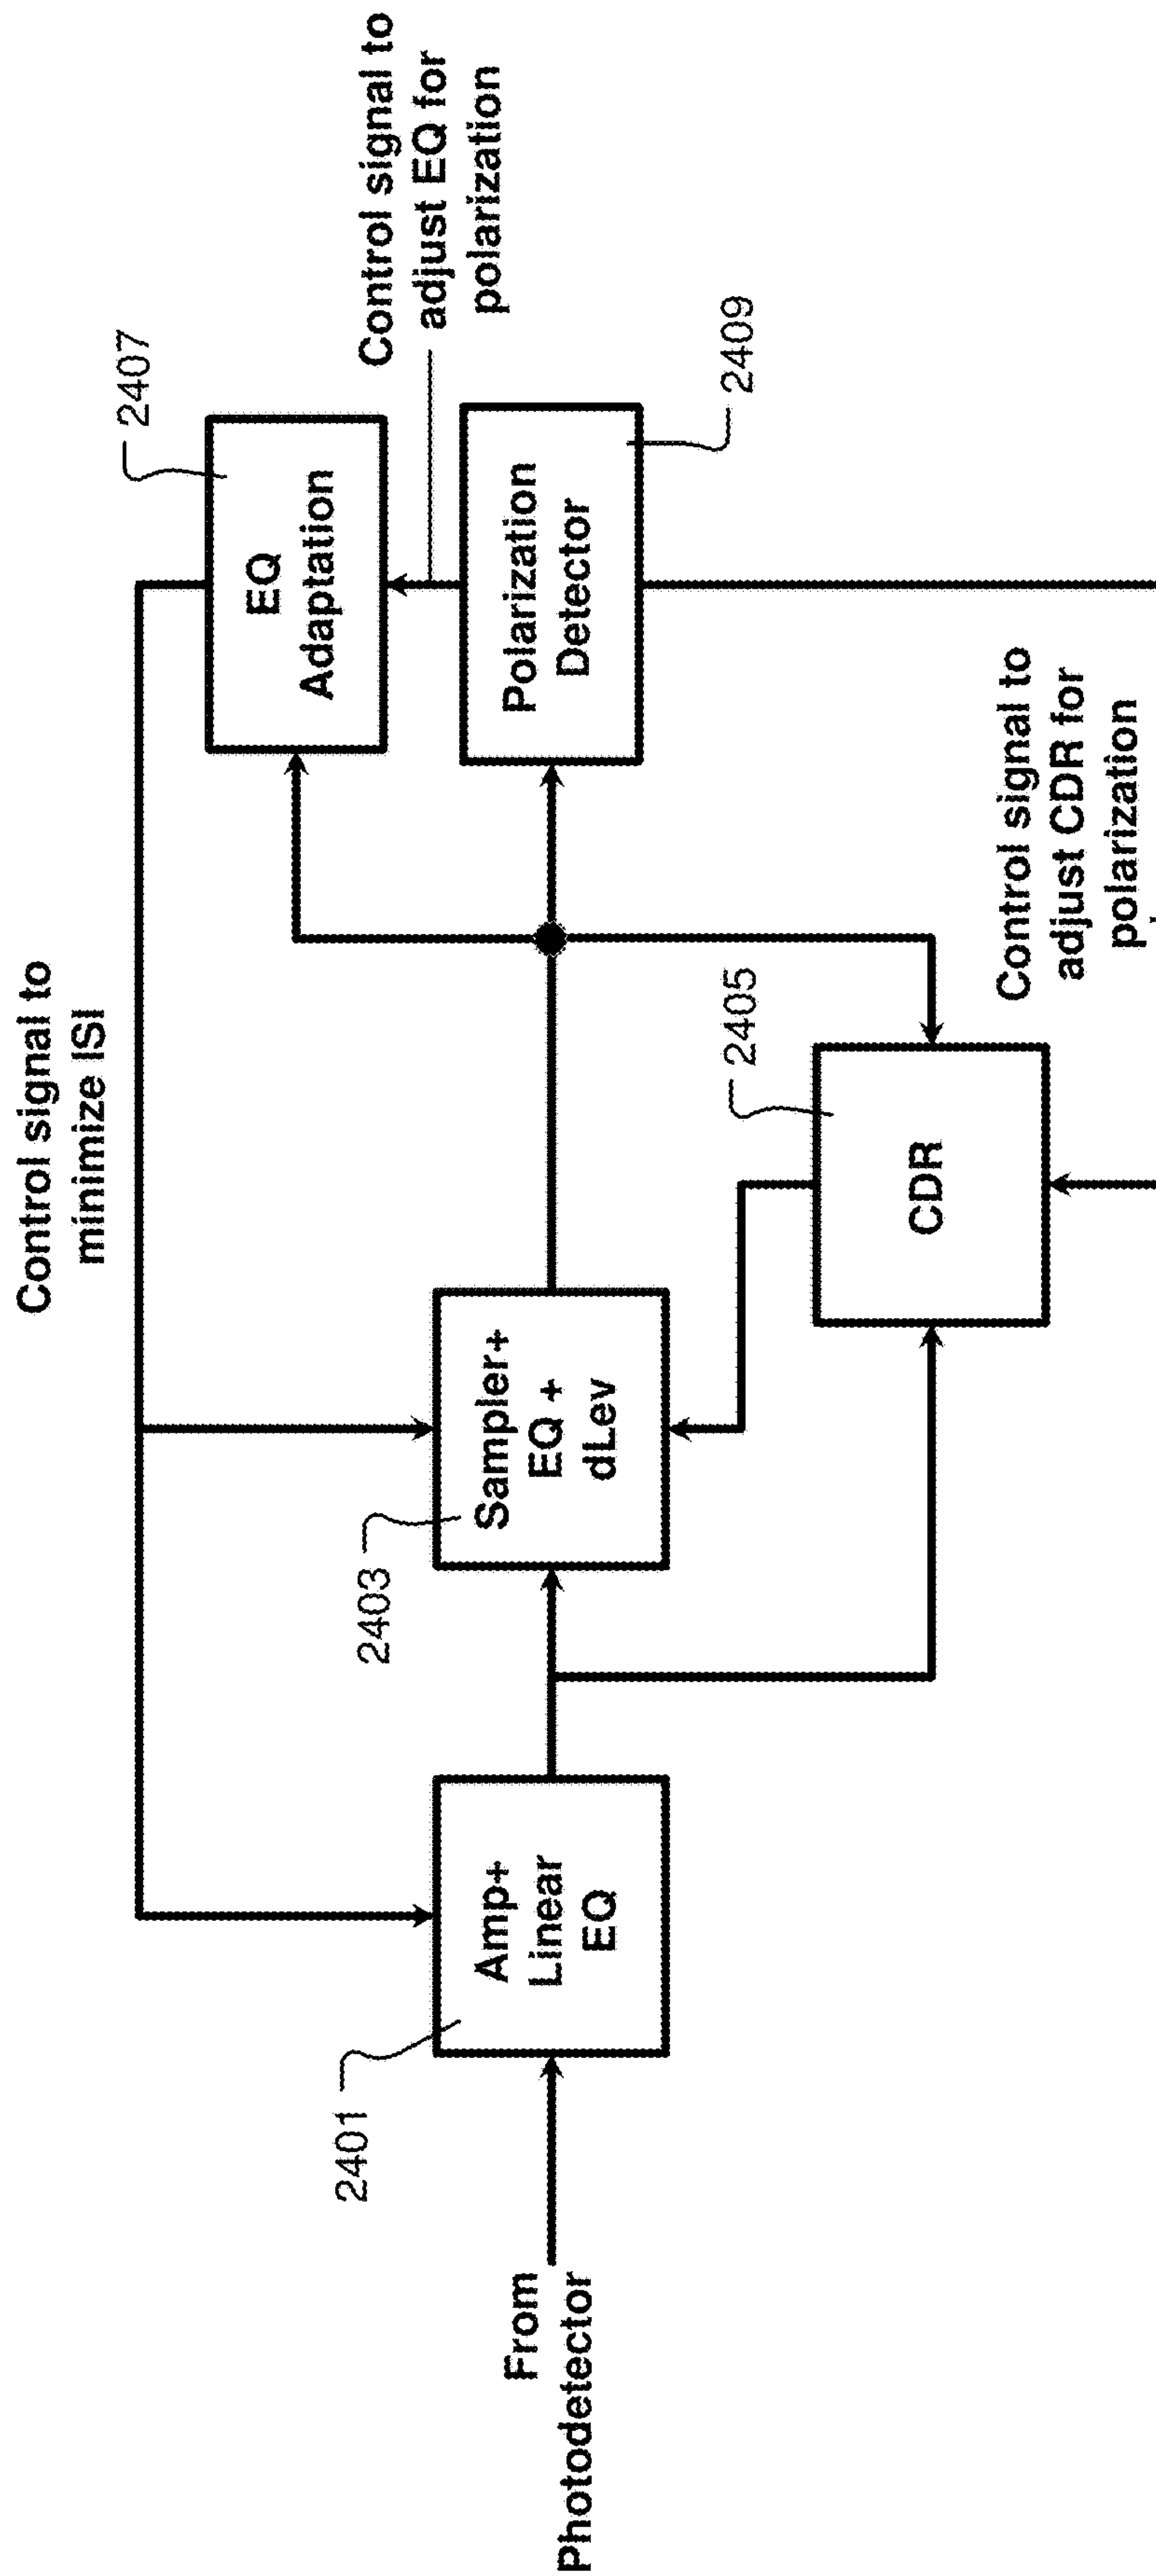 Control signal to
minimize ISI
Control signal to
adjust EQ for
polarization
2407
EQ
Adaptation
2409
Polarization
Detector
2403
Sampler+
EQ +
dLev
2401
Amp+
Linear
EQ
From
Photodetector
2405
CDR
Control signal to
adjust CDR for
polarization